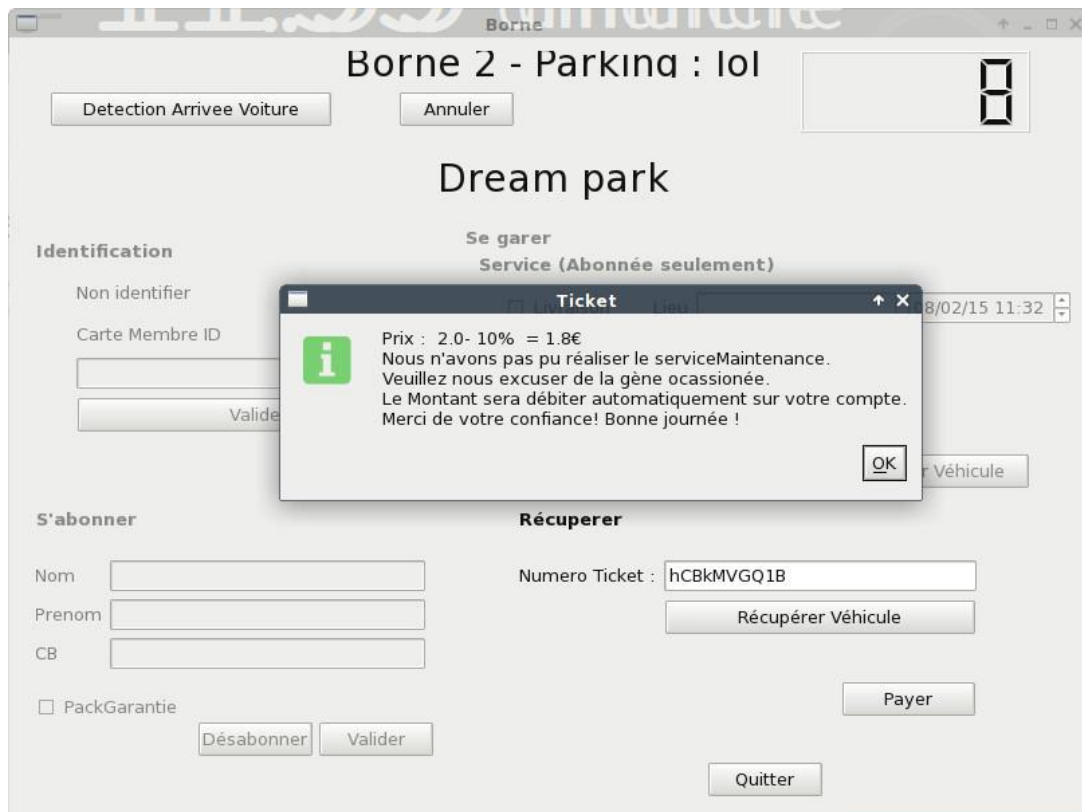 Borne
Borne 2 - Parking : lol
Detection Arrivee Voiture
Annuler
8
Dream park
Identification
Non identifier
Carte Membre ID
Se garer
Service (Abonnée seulement)
Livraison Lieu
08/02/15 11:32
Ticket
Prix : 2.0- 10% = 1.8€
Nous n'avons pas pu réaliser le serviceMaintenance.
Veuillez nous excuser de la gène ocassionée.
Le Montant sera débiter automatiquement sur votre compte.
Merci de votre confiance! Bonne journée !
OK
Véhicule
S'abonner
Nom
Prenom
CB
PackGarantie
Désabonner
Valider
Récuperer
Numero Ticket : hCBkMVGQ1B
Récupérer Véhicule
Payer
Quitter